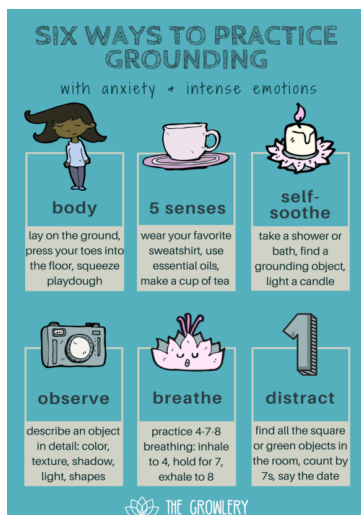 SIX WAYS TO PRACTICE
GROUNDING
with anxiety & intense emotions
body
lay on the ground,
press your toes into
the floor, squeeze
playdough
5 senses
wear your favorite
sweatshirt, use
essential oils,
make a cup of tea
self-
soothe
take a shower or
bath, find a
grounding object,
light a candle
observe
describe an object
in detail: color,
texture, shadow,
light, shapes
breathe
practice 4-7-8
breathing: inhale
to 4, hold for 7,
exhale to 8
1
distract
find all the square
or green objects in
the room, count by
7s, say the date
THE GROWLERY